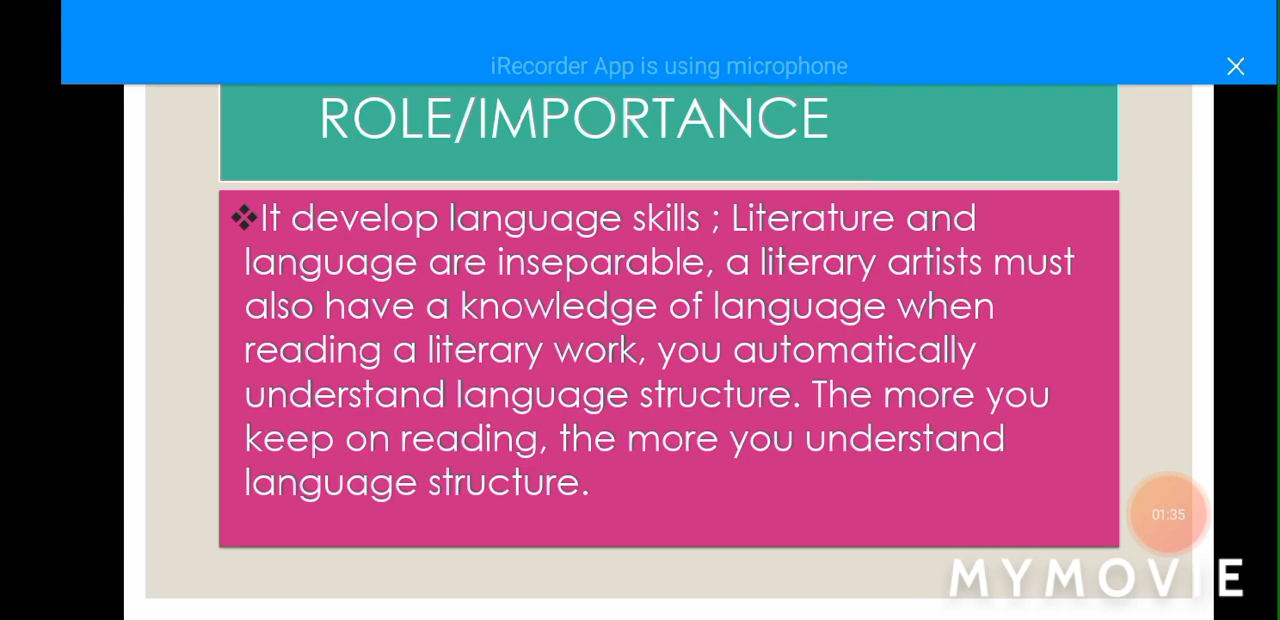 iRecorder App is using microphone
ROLE/IMPORTANCE
❖It develop language skills ; Literature and
language are inseparable, a literary artists must
also have a knowledge of language when
reading a literary work, you automatically
understand language structure. The more you
keep on reading, the more you understand
language structure.
01:35
MYMOVIE